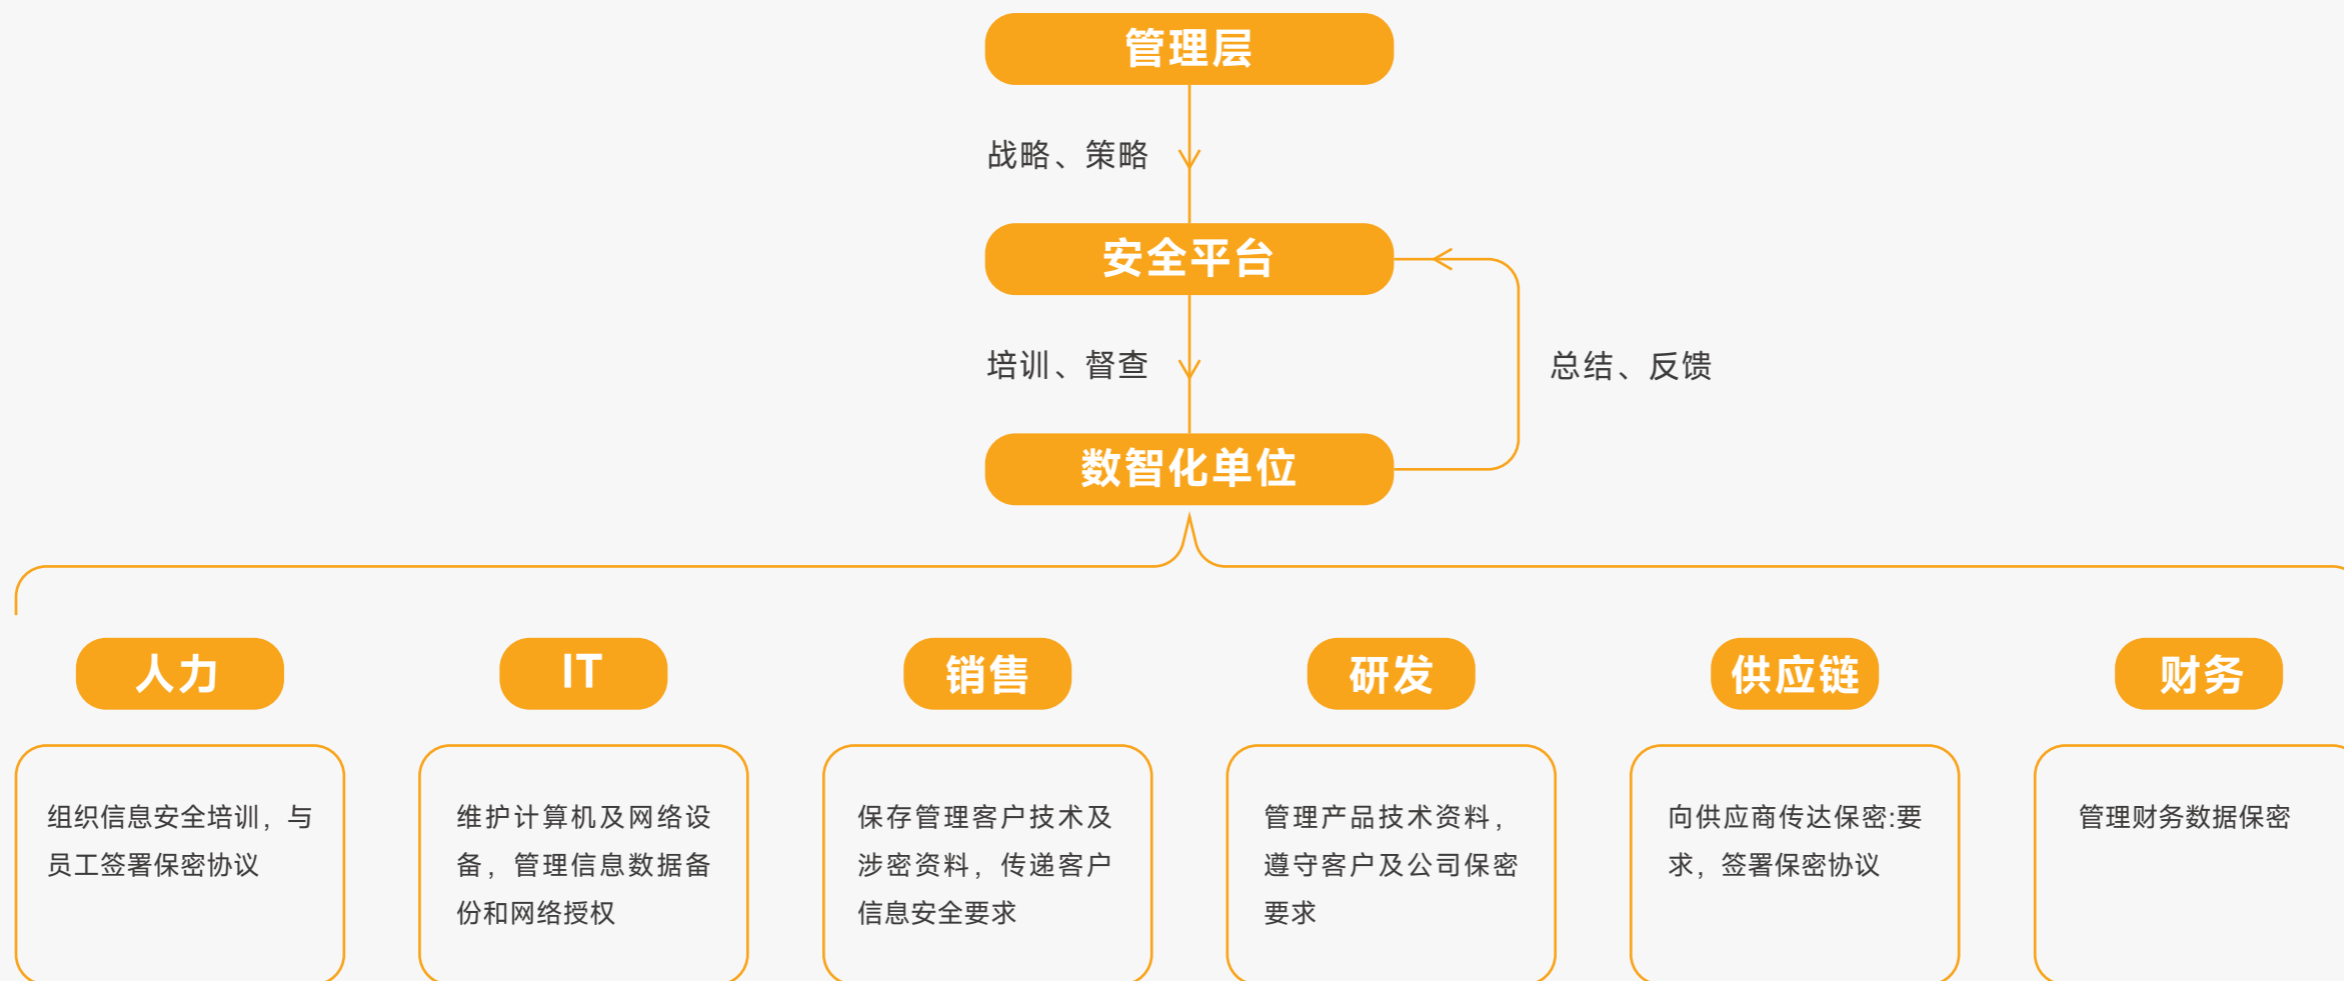 管理层
战略、策略
安全平台
培训、督查
总结、反馈
数智化单位
人力
IT
销售
研发
供应链
财务
组织信息安全培训，与
员工签署保密协议
维护计算机及网络设
备，管理信息数据备
份和网络授权
保存管理客户技术及
涉密资料，传递客户
信息安全要求
管理产品技术资料，
遵守客户及公司保密
要求
向供应商传达保密:要
求，签署保密协议
管理财务数据保密